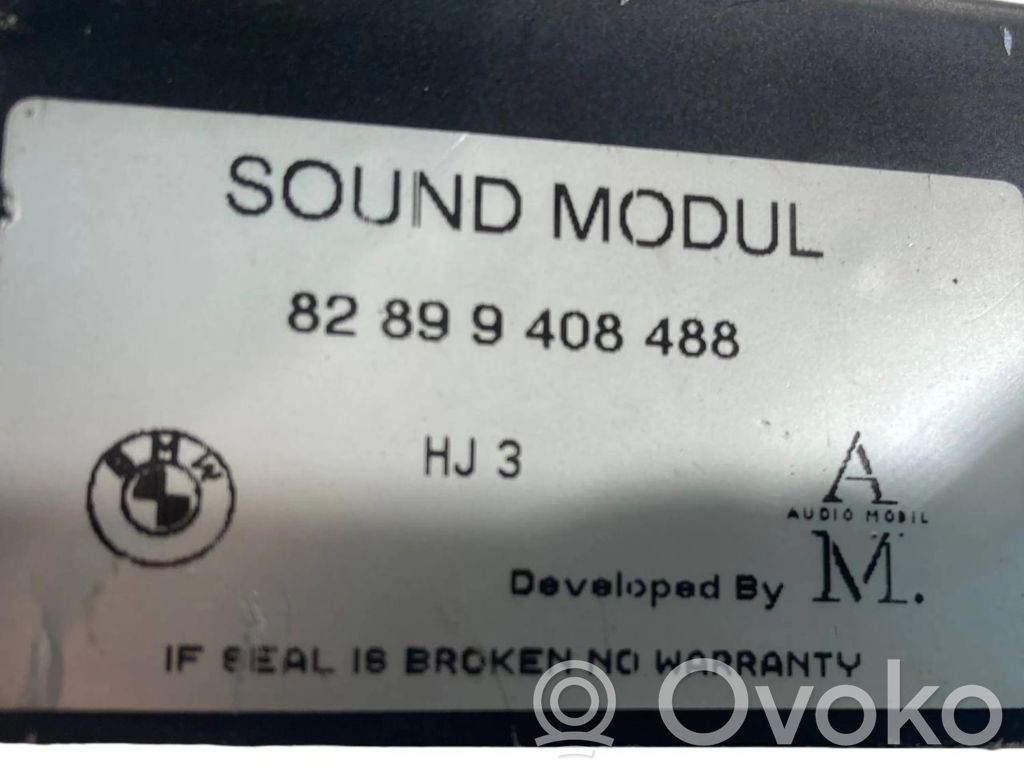 SOUND MODUL
82 89 9 408 488
BMW
HJ 3
A
AUDIO MOBIL
Developed By M.
IF SEAL IS BROKEN NO WARRANTY
Ovoko